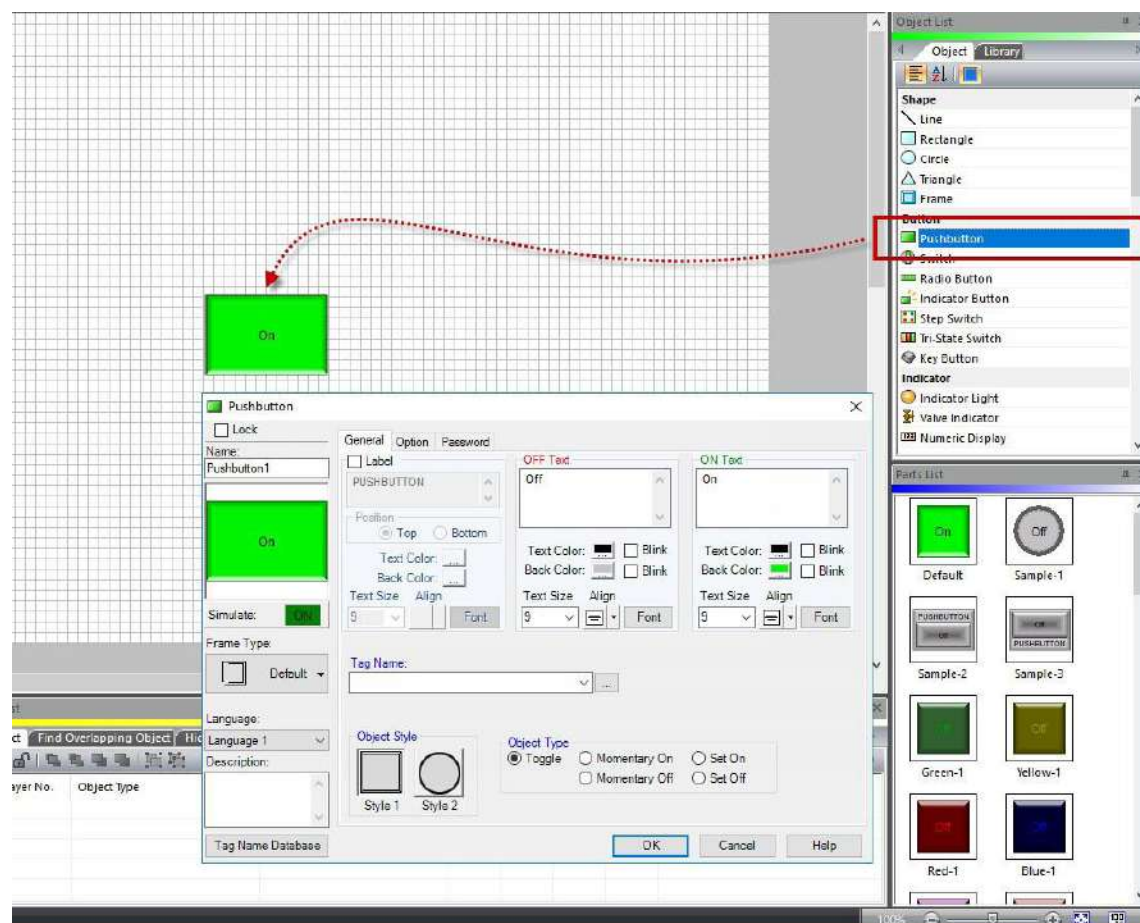 Object List
Object Library
Shape
Line
Rectangle
Circle
Triangle
Frame
Button
Pushbutton
Switch
Radio Button
Indicator Button
Step Switch
Tri-State Switch
Key Button
Indicator
Indicator Light
Valve Indicator
Numeric Display
On
Pushbutton
Lock
Name:
Pushbutton1
On
Simulate: ON
Frame Type:
Default
Language:
Language 1
Description:
Tag Name Database
General Option Password
Label
PUSHBUTTON
Position
Top Bottom
Text Color: ...
Back Color: ...
Text Size Align
9 Font
OFF Text
Off
Text Color: ... Blink
Back Color: ... Blink
Text Size Align
9 Font
ON Text
On
Text Color: ... Blink
Back Color: ... Blink
Text Size Align
9 Font
Tag Name:
...
Object Style
Style 1 Style 2
Object Type
Toggle Momentary On Set On
Momentary Off Set Off
OK Cancel Help
Parts List
On Off
Default Sample-1
PUSHBUTTON
PUSHBUTTON
Sample-2 Sample-3
Off
Green-1 Yellow-1
Off
Red-1 Blue-1
st
ct Find Overlapping Object Hid
ayer No. Object Type
100%